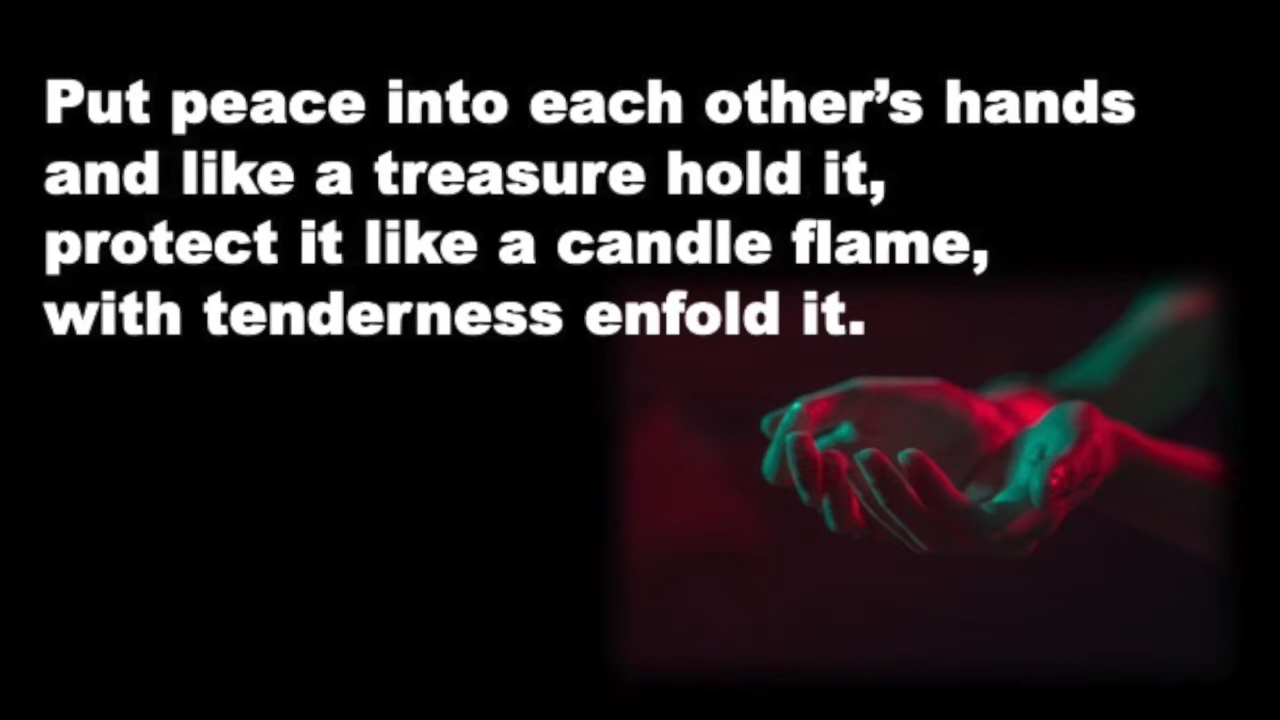 Put peace into each other’s hands
and like a treasure hold it,
protect it like a candle flame,
with tenderness enfold it.